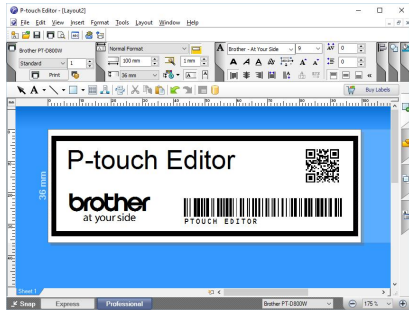 P-touch Editor - [Layout2]
File Edit View Insert Format Tools Layout Window Help
Brother PT-D800W
Standard 1
Print
Normal Format
100 mm 1 mm
36 mm
Brother - At Your Side 9 0
0
Buy Labels
P-touch Editor
36 mm
brother
at your side
PTOUCH EDITOR
Sheet 1
Snap Express Professional Brother PT-D800W 175 %